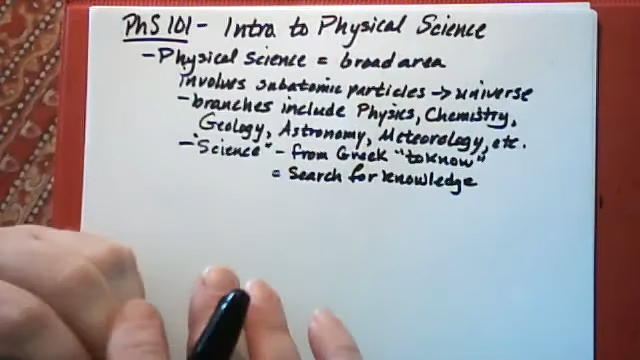 PhS 101 - Intro to Physical Science
- Physical Science = broad area
involves subatomic particles → universe
- branches include Physics, Chemistry,
Geology, Astronomy, Meteorology, etc.
- "Science" - from Greek "to know"
= Search for knowledge